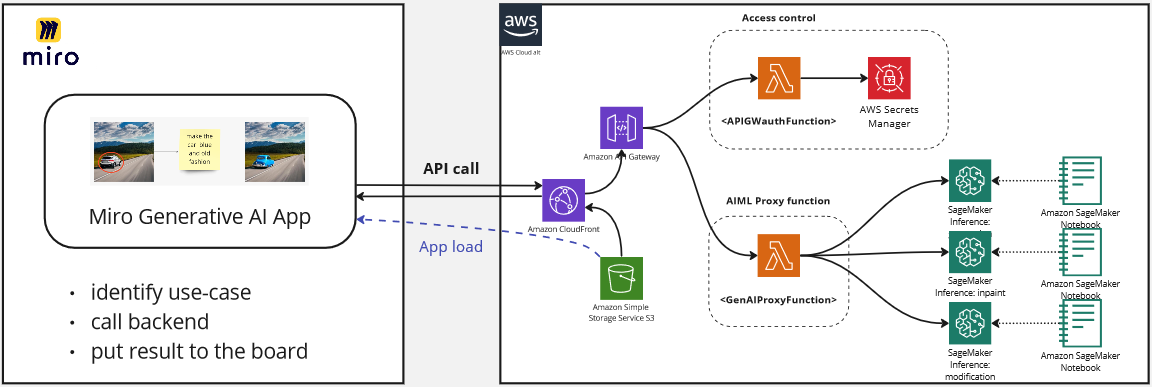 miro
make the
car blue
and old
fashion
Miro Generative AI App
• identify use-case
• call backend
• put result to the board
API call
App load
aws
AWS Cloud alt
Amazon CloudFront
Amazon API Gateway
Amazon Simple
Storage Service S3
Access control
<APIGWauthFunction>
AWS Secrets
Manager
AIML Proxy function
<GenAIProxyFunction>
SageMaker
Inference:
Amazon SageMaker
Notebook
SageMaker
Inference: inpaint
Amazon SageMaker
Notebook
SageMaker
Inference:
modification
Amazon SageMaker
Notebook